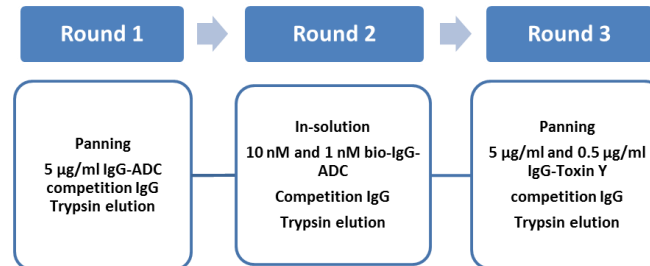 Round 1
Round 2
Round 3
Panning
5 µg/ml IgG-ADC
competition IgG
Trypsin elution
In-solution
10 nM and 1 nM bio-IgG-
ADC
Competition IgG
Trypsin elution
Panning
5 µg/ml and 0.5 µg/ml
IgG-Toxin Y
competition IgG
Trypsin elution